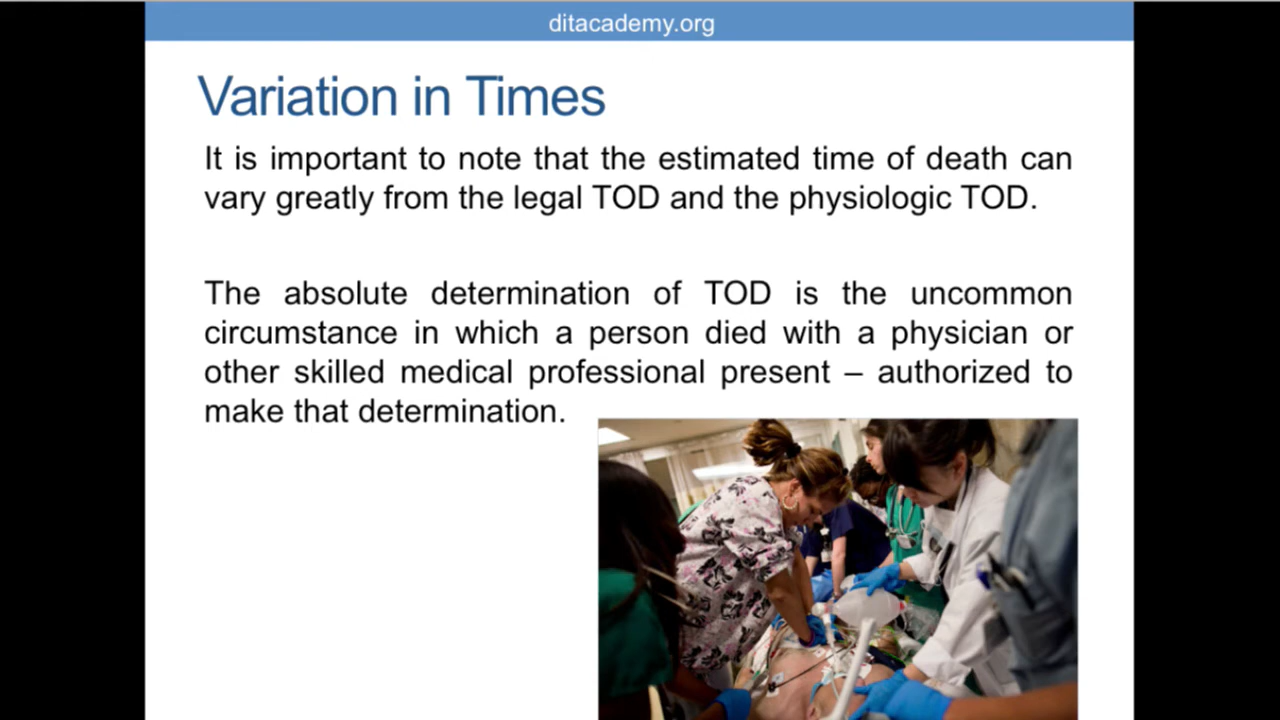 ditacademy.org
Variation in Times
It is important to note that the estimated time of death can
vary greatly from the legal TOD and the physiologic TOD.
The absolute determination of TOD is the uncommon
circumstance in which a person died with a physician or
other skilled medical professional present – authorized to
make that determination.